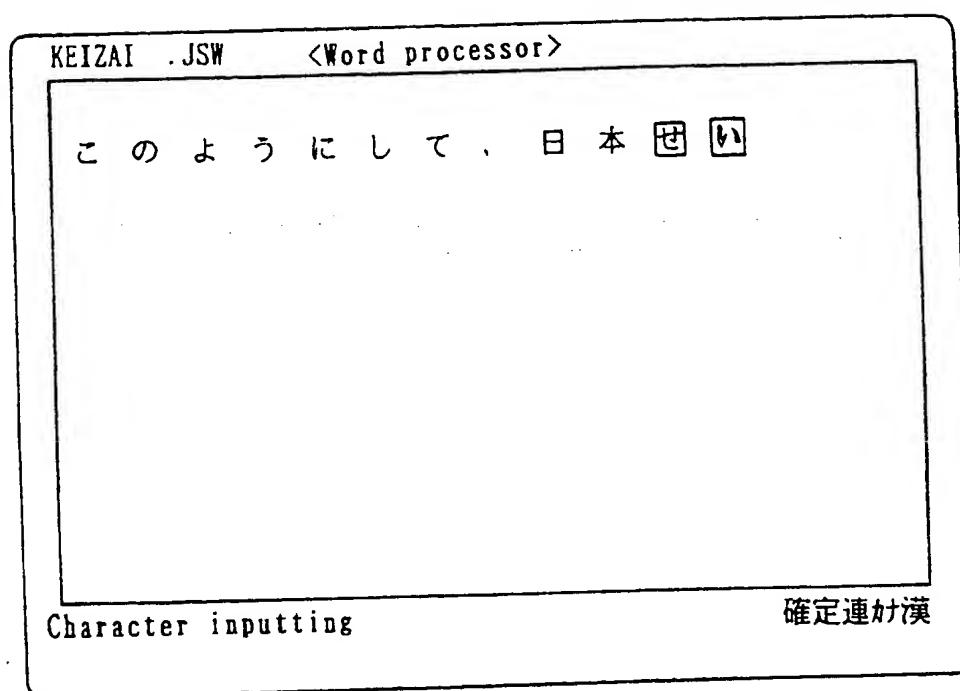 KEIZAI .JSW <Word processor>
このようにして、日本せい
Character inputting
確定連カナ漢